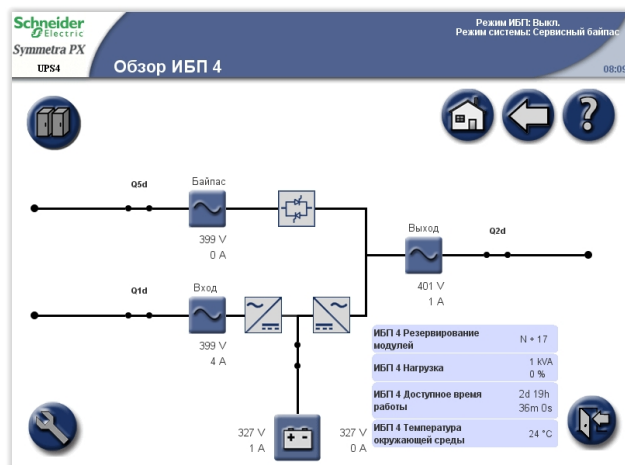 Schneider
Electric
Symmetra PX
UPS4
Обзор ИБП 4
Режим ИБП: Выкл.
Режим системы: Сервисный байпас
08:09
Байпас
Q5d
399 V
0 A
Выход
Q2d
401 V
1 A
Вход
Q1d
399 V
4 A
327 V
1 A
327 V
0 A
ИБП 4 Резервирование модулей N + 17
ИБП 4 Нагрузка 1 kVA 0 %
ИБП 4 Доступное время работы 2d 19h 36m 0s
ИБП 4 Температура окружающей среды 24 °C